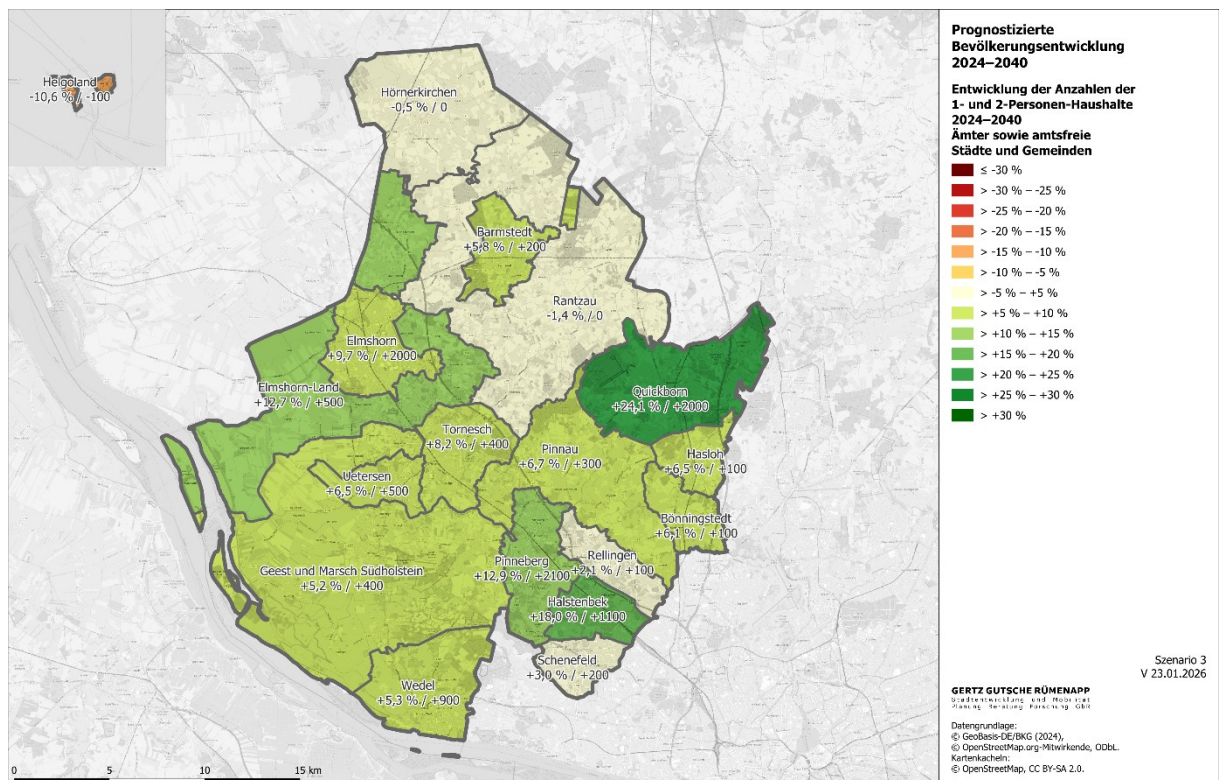 Helgoland
-10,6 % / -100
Hörnerkirchen
-0,5 % / 0
Barmstedt
+5,8 % / +200
Rantzau
-1,4 % / 0
Elmshorn
+9,7 % / +2000
Elmshorn-Land
+12,7 % / +500
Quickborn
+24,1 % / +2000
Tornesch
+8,2 % / +400
Pinnau
+6,7 % / +300
Hasloh
+6,5 % / +100
Uetersen
+6,5 % / +500
Bönningstedt
+6,1 % / +100
Geest und Marsch Südholstein
+5,2 % / +400
Pinneberg
+12,9 % / +2100
Rellingen
+2,1 % / +100
Halstenbek
+18,0 % / +1100
Schenefeld
+3,0 % / +200
Wedel
+5,3 % / +900
0 5 10 15 km
Prognostizierte
Bevölkerungsentwicklung
2024–2040
Entwicklung der Anzahlen der
1- und 2-Personen-Haushalte
2024–2040
Ämter sowie amtsfreie
Städte und Gemeinden
≤ -30 %
> -30 % – -25 %
> -25 % – -20 %
> -20 % – -15 %
> -15 % – -10 %
> -10 % – -5 %
> -5 % – +5 %
> +5 % – +10 %
> +10 % – +15 %
> +15 % – +20 %
> +20 % – +25 %
> +25 % – +30 %
> +30 %
Szenario 3
V 23.01.2026
GERTZ GUTSCHE RÜMENAPP
Stadtentwicklung und Mobilität
Planung Beratung Forschung GbR
Datengrundlage:
© GeoBasis-DE/BKG (2024),
© OpenStreetMap.org-Mitwirkende, ODbL.
Kartenkacheln:
© OpenStreetMap, CC BY-SA 2.0.